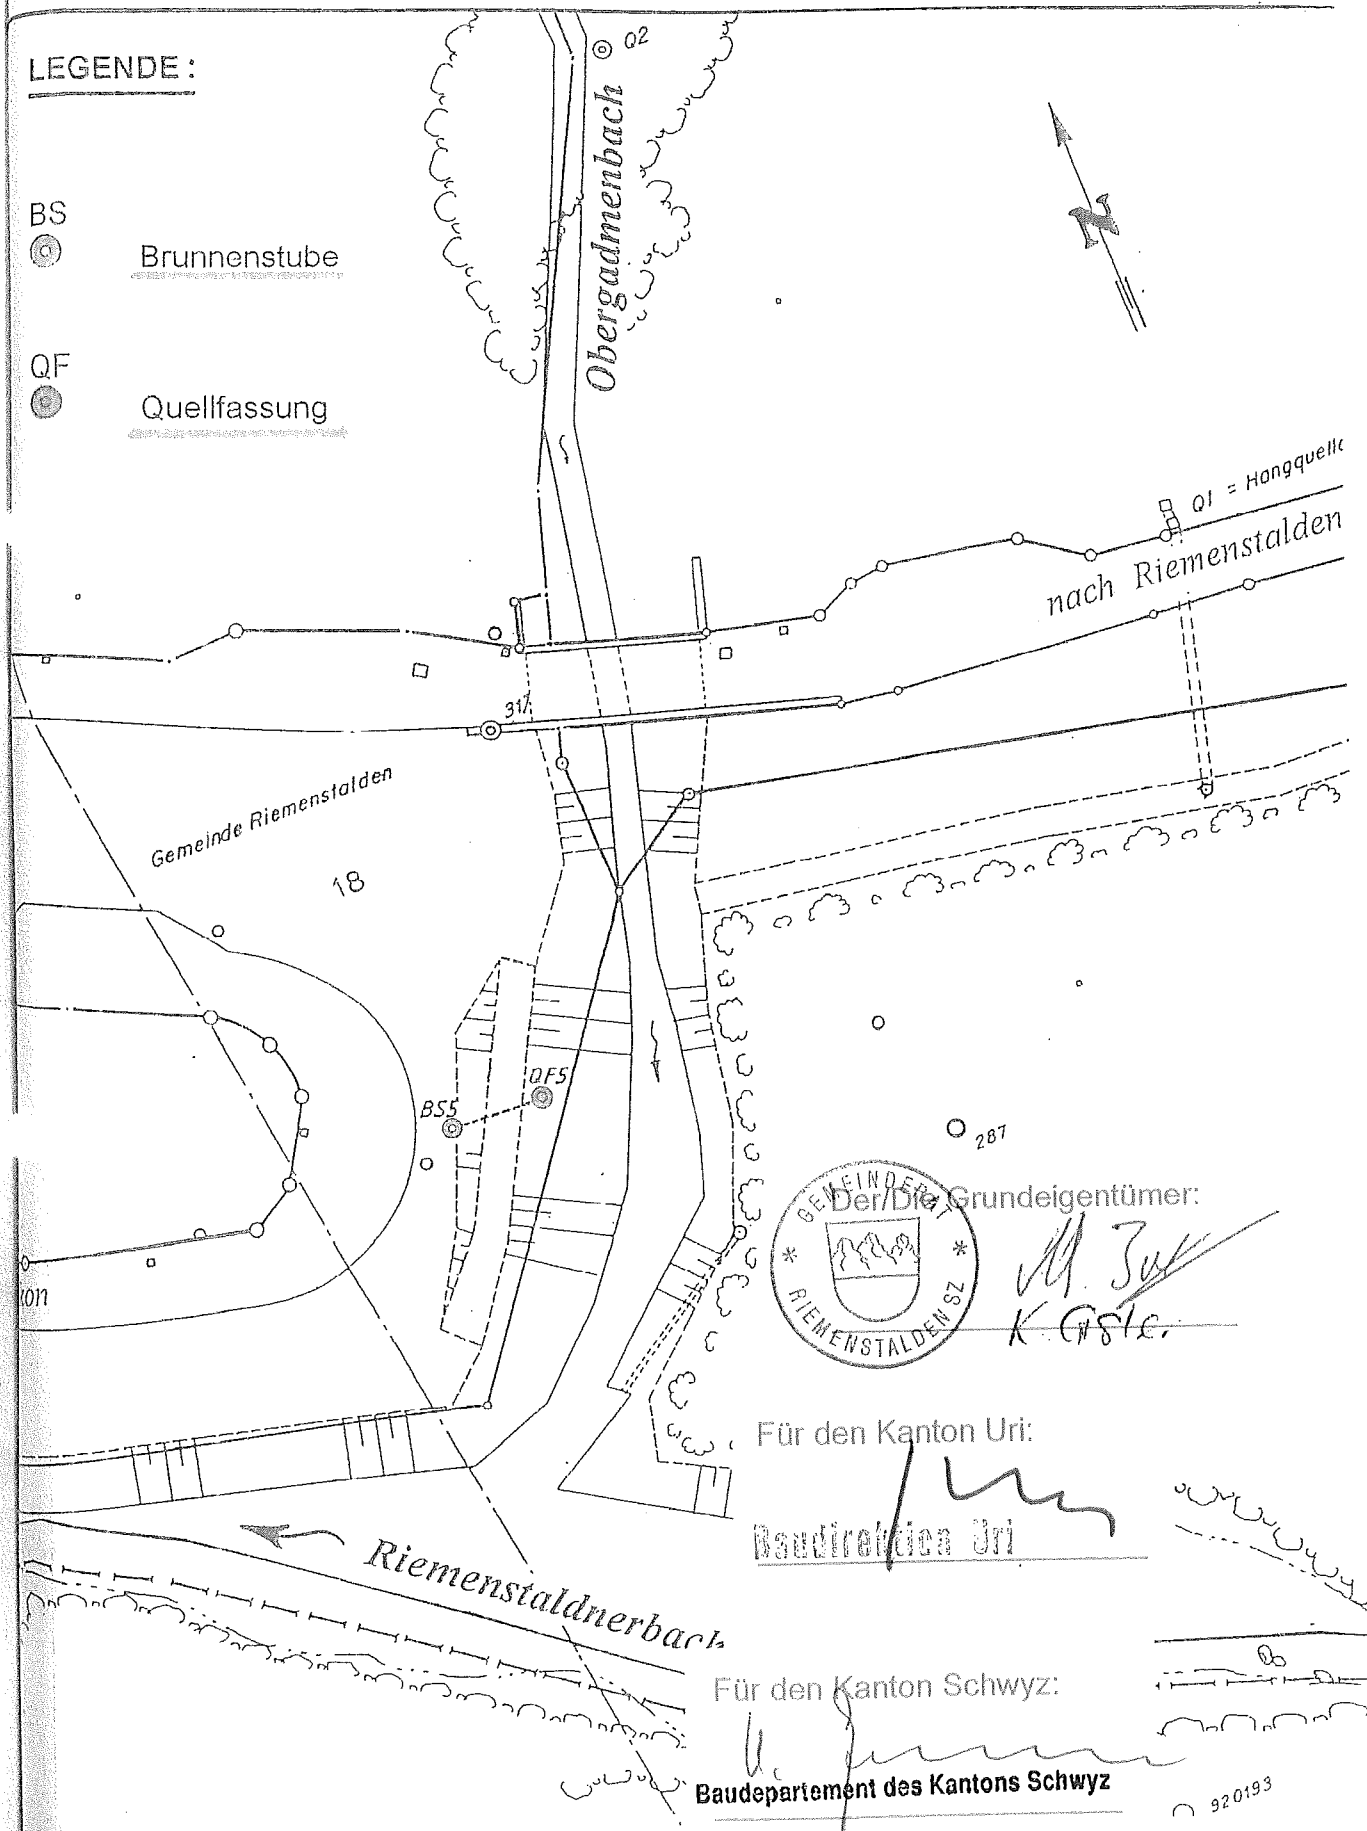 LEGENDE :
Q2
Obergadmenbach
BS
Brunnenstube
N
QF
Quellfassung
Q1 = Hangquelle
nach Riemenstalden
317
Gemeinde Riemenstalden
18
QF5
BS5
287
GEMEINDERAT
* RIEMENSTALDEN SZ *
Der/Die Grundeigentümer:
Für den Kanton Uri:
Baudirektion Uri
Riemenstaldnerbach
Für den Kanton Schwyz:
Baudepartement des Kantons Schwyz
920193